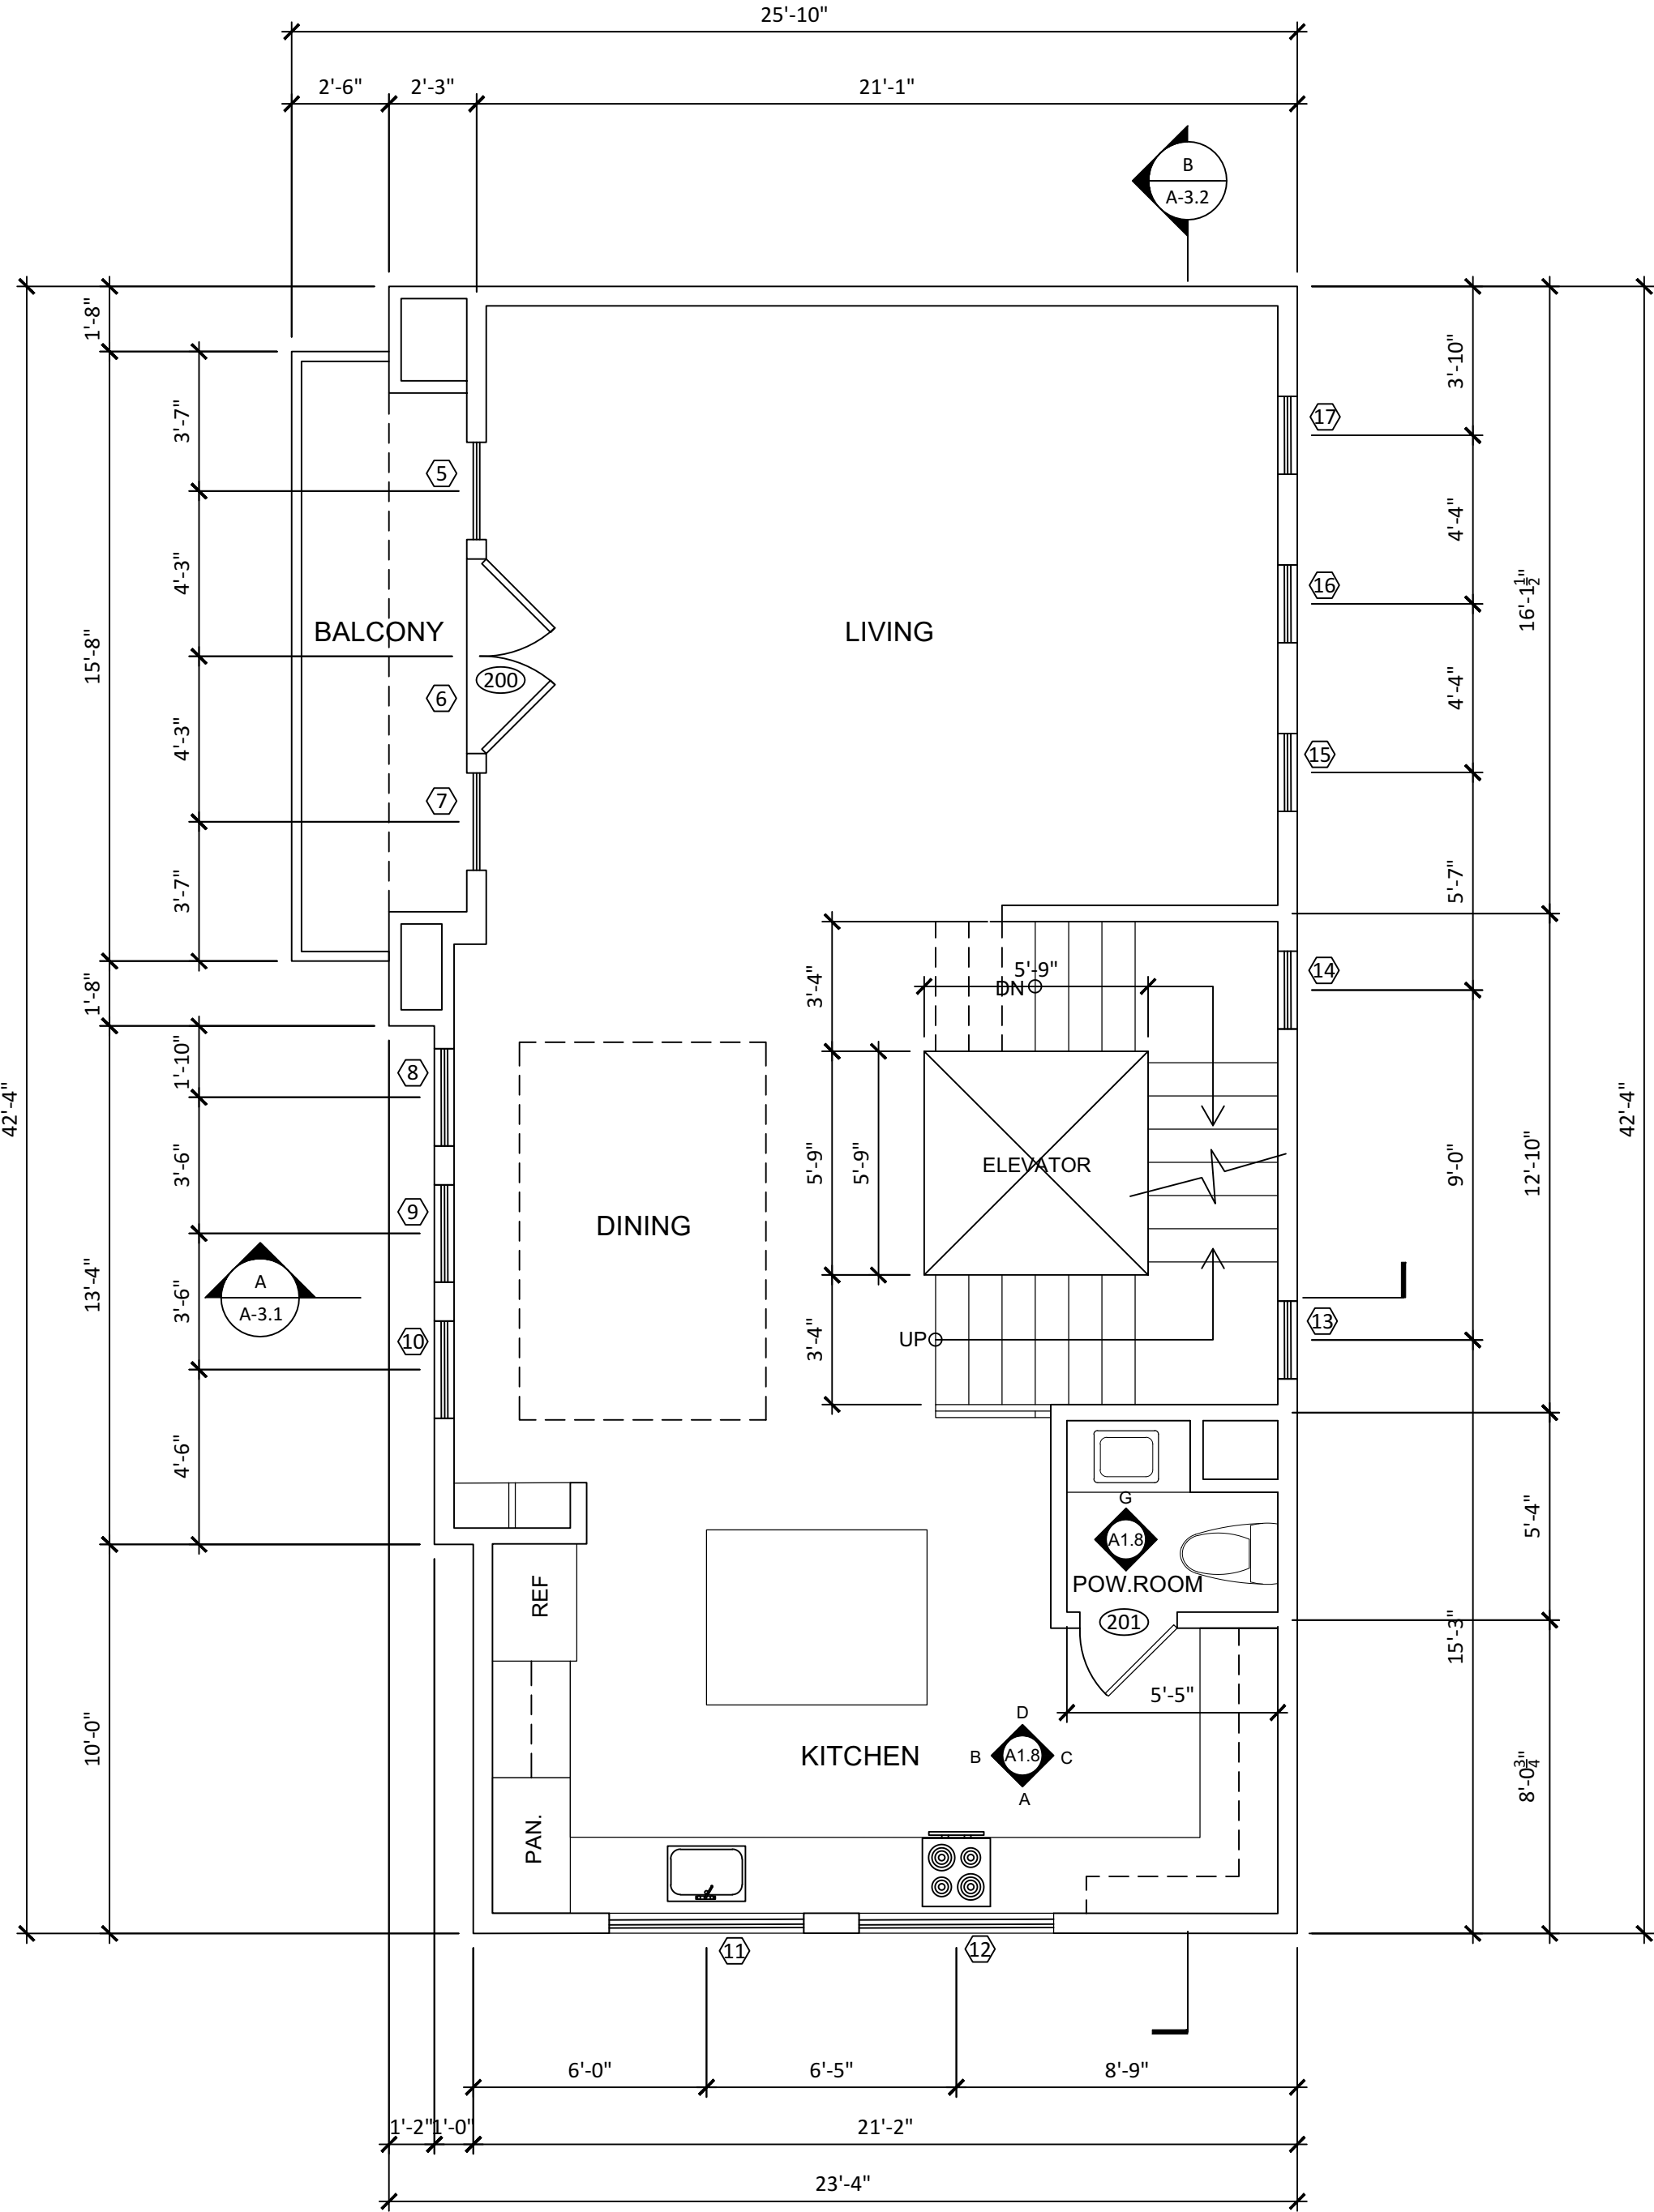 25'-10"
2'-6"
2'-3"
21'-1"
B
A-3.2
1'-8"
3'-10"
3'-7"
17
5
4'-4"
4'-3"
16
16'-1½"
BALCONY
LIVING
15'-8"
200
6
4'-4"
4'-3"
15
7
3'-7"
5'-7"
1'-8"
3'-4"
5'-9"
DN
14
1'-10"
8
42'-4"
42'-4"
3'-6"
5'-9"
5'-9"
ELEVATOR
9'-0"
12'-10"
9
DINING
A
A-3.1
13'-4"
3'-6"
10
3'-4"
UP
13
4'-6"
G
A1.8
5'-4"
REF
POW.ROOM
201
15'-3"
5'-5"
10'-0"
D
KITCHEN
B
A1.8
C
A
8'-0¾"
PAN.
11
12
6'-0"
6'-5"
8'-9"
1'-2"
1'-0"
21'-2"
23'-4"